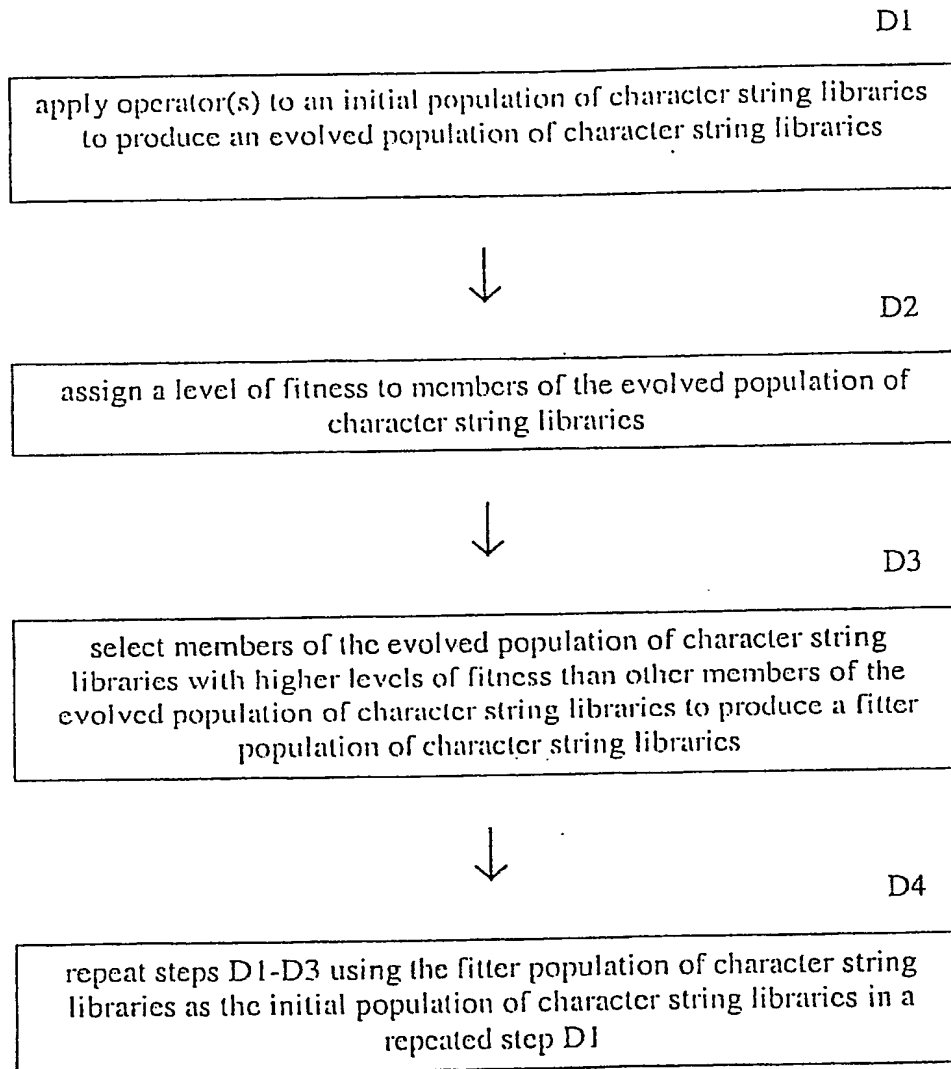 D1
apply operator(s) to an initial population of character string libraries
to produce an evolved population of character string libraries
D2
assign a level of fitness to members of the evolved population of
character string libraries
D3
select members of the evolved population of character string
libraries with higher levels of fitness than other members of the
evolved population of character string libraries to produce a fitter
population of character string libraries
D4
repeat steps D1-D3 using the fitter population of character string
libraries as the initial population of character string libraries in a
repeated step D1